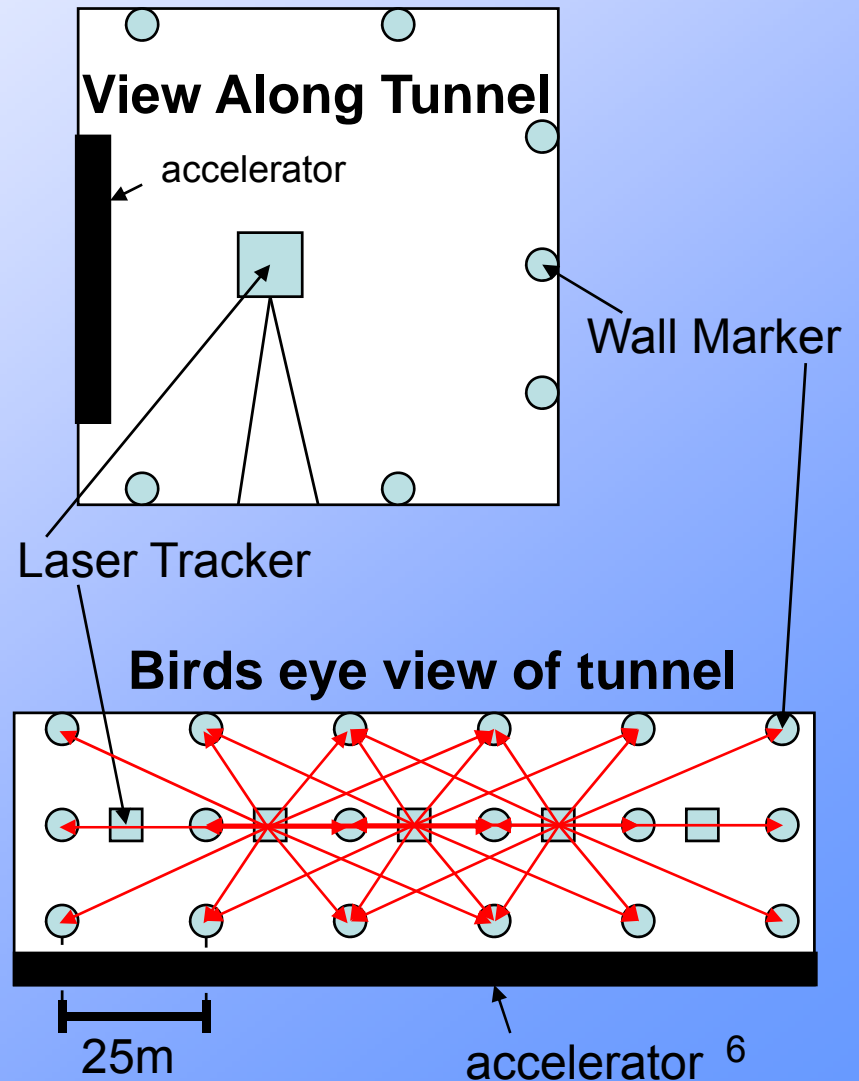 View Along Tunnel
accelerator
Wall Marker
Laser Tracker
Birds eye view of tunnel
25m
accelerator 6